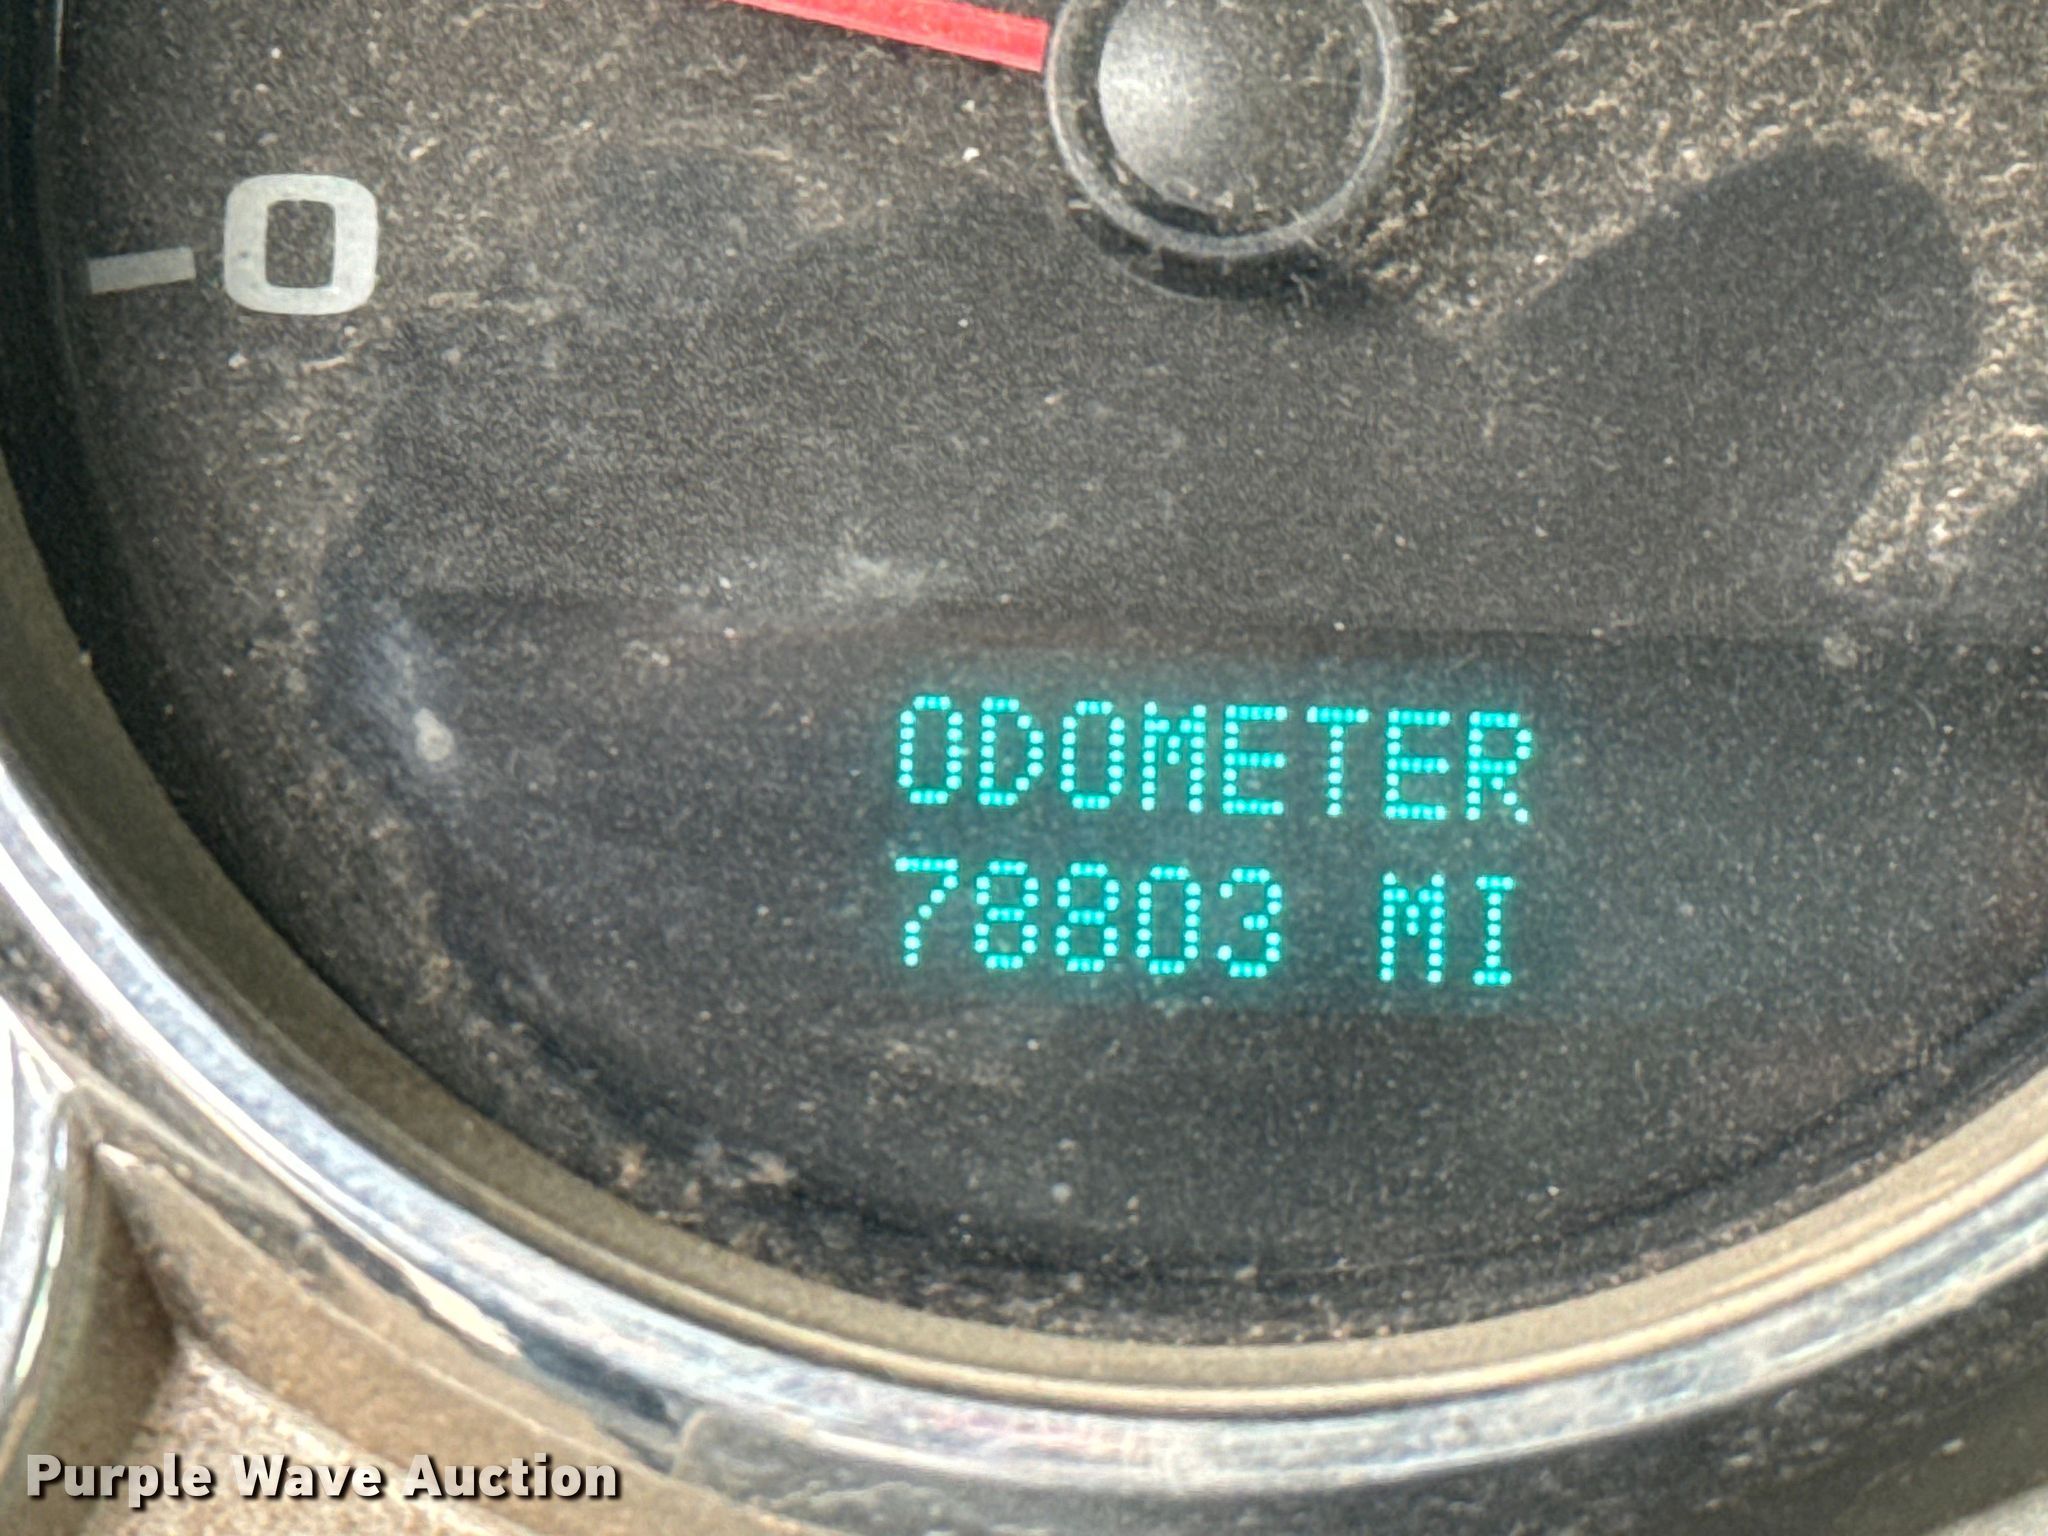 0
ODOMETER
78803 MI
Purple Wave Auction